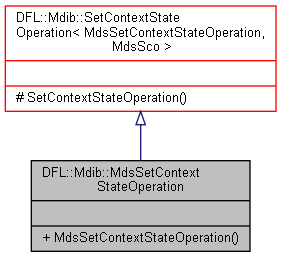 DFL::Mdib::SetContextState
Operation< MdsSetContextStateOperation,
MdsSco >
# SetContextStateOperation()
DFL::Mdib::MdsSetContext
StateOperation
+ MdsSetContextStateOperation()